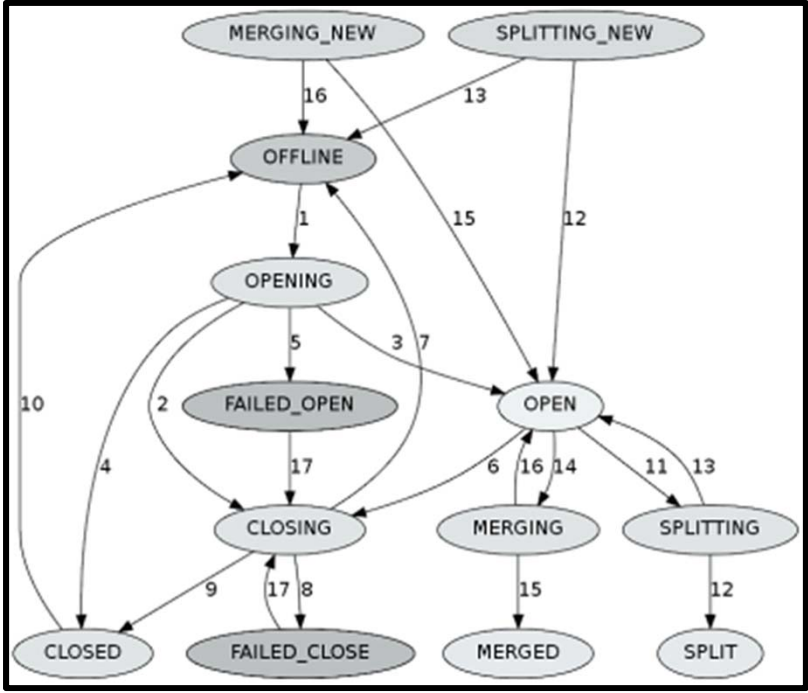 MERGING_NEW
SPLITTING_NEW
16
13
OFFLINE
1
15
12
OPENING
5
3
7
10
4
2
FAILED_OPEN
OPEN
17
6
16
14
11
13
CLOSING
MERGING
SPLITTING
9
17
8
15
12
CLOSED
FAILED_CLOSE
MERGED
SPLIT